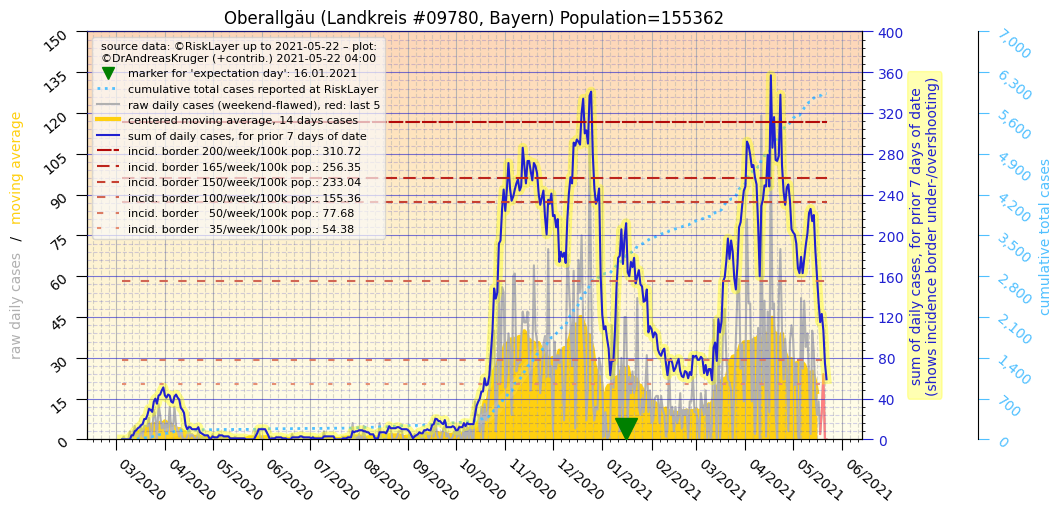 Oberallgäu (Landkreis #09780, Bayern) Population=155362
source data: ©RiskLayer up to 2021-05-22 – plot:
©DrAndreasKruger (+contrib.) 2021-05-22 04:00
marker for 'expectation day': 16.01.2021
cumulative total cases reported at RiskLayer
raw daily cases (weekend-flawed), red: last 5
centered moving average, 14 days cases
sum of daily cases, for prior 7 days of date
incid. border 200/week/100k pop.: 310.72
incid. border 165/week/100k pop.: 256.35
incid. border 150/week/100k pop.: 233.04
incid. border 100/week/100k pop.: 155.36
incid. border 50/week/100k pop.: 77.68
incid. border 35/week/100k pop.: 54.38
raw daily cases / moving average
150
135
120
105
90
75
60
45
30
15
0
03/2020
04/2020
05/2020
06/2020
07/2020
08/2020
09/2020
10/2020
11/2020
12/2020
01/2021
02/2021
03/2021
04/2021
05/2021
06/2021
400
360
320
280
240
200
160
120
80
40
0
sum of daily cases, for prior 7 days of date
(shows incidence border under-/overshooting)
7,000
6,300
5,600
4,900
4,200
3,500
2,800
2,100
1,400
700
0
cumulative total cases